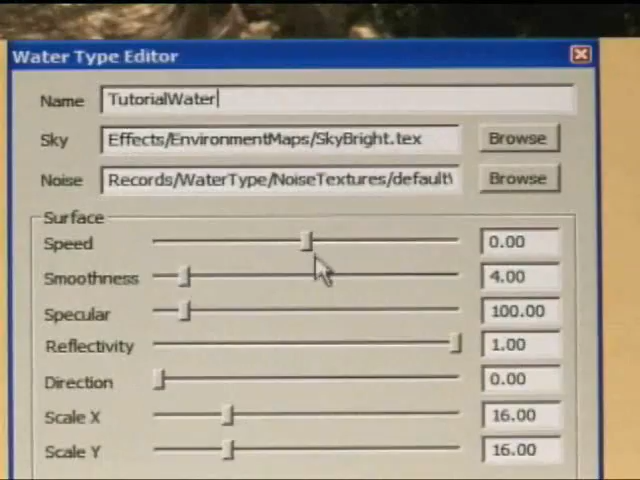 Water Type Editor
Name TutorialWater
Sky Effects/EnvironmentMaps/SkyBright.tex Browse
Noise Records/WaterType/NoiseTextures/default\ Browse
Surface
Speed 0.00
Smoothness 4.00
Specular 100.00
Reflectivity 1.00
Direction 0.00
Scale X 16.00
Scale Y 16.00